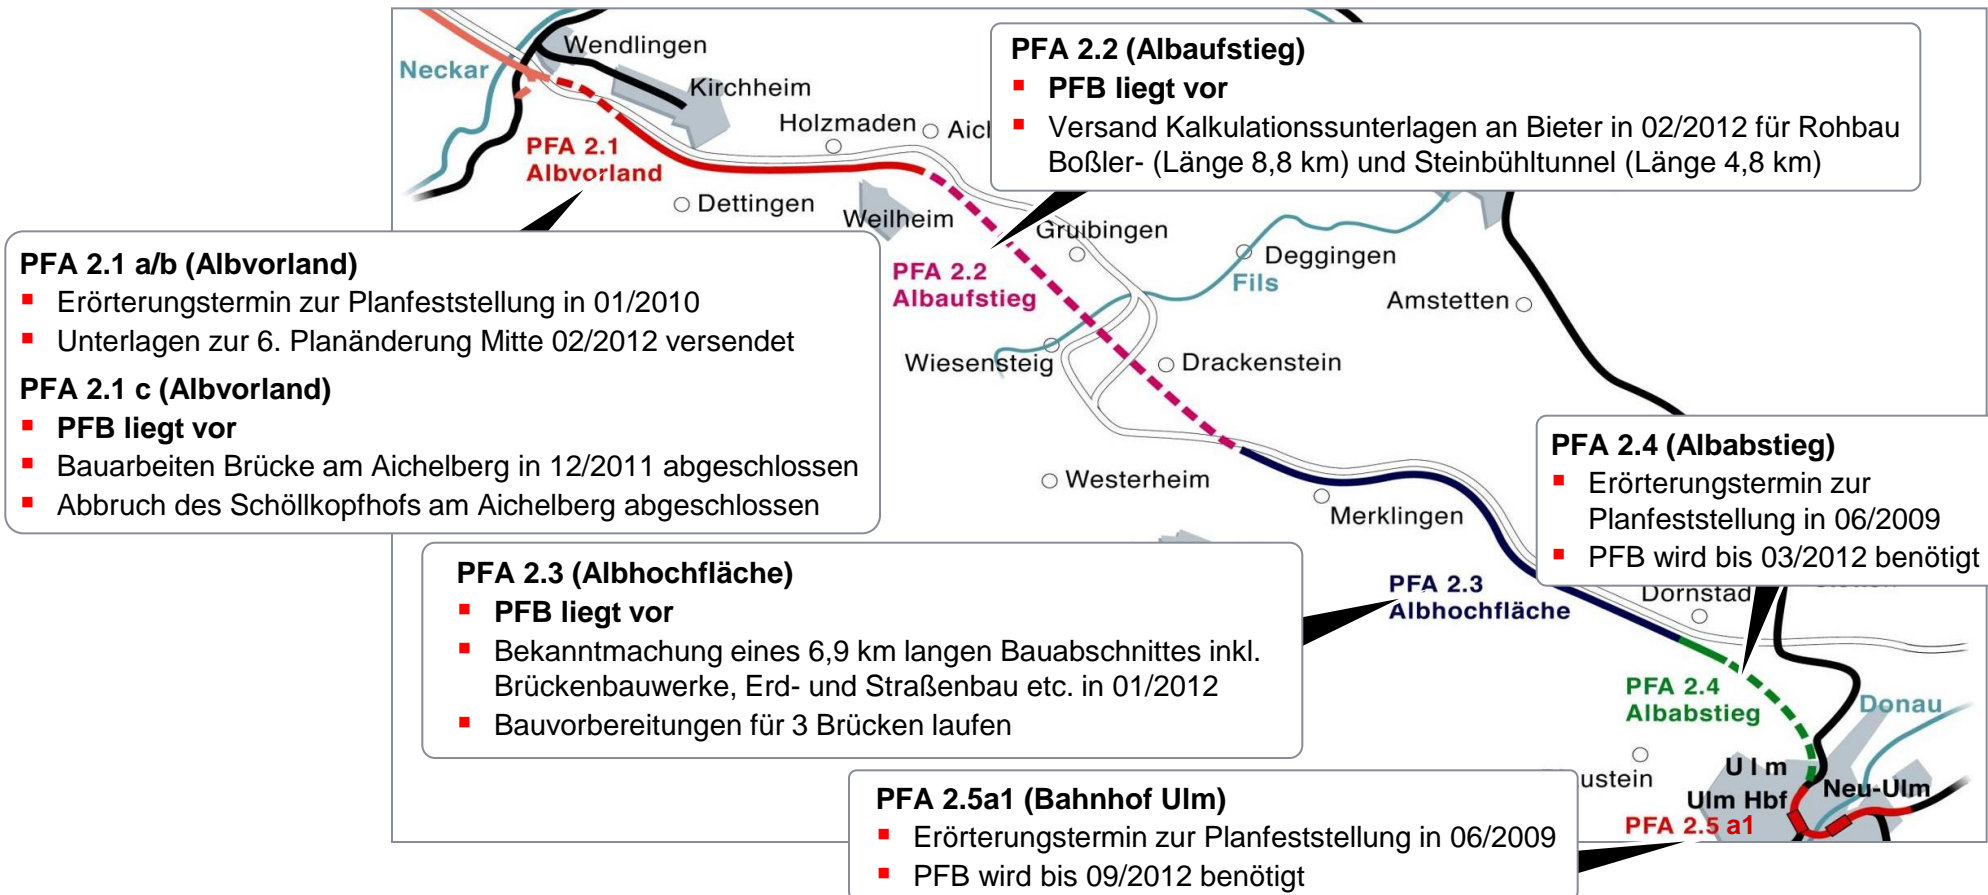 Neckar
Wendlingen
Kirchheim
Holzmaden
PFA 2.1
Albvorland
Dettingen
Weilheim
PFA 2.2 (Albaufstieg)
PFB liegt vor
Versand Kalkulationssunterlagen an Bieter in 02/2012 für Rohbau
Boßler- (Länge 8,8 km) und Steinbühltunnel (Länge 4,8 km)
Gruibingen
Deggingen
Fils
Amstetten
PFA 2.2
Albaufstieg
Wiesensteig
Drackenstein
PFA 2.1 a/b (Albvorland)
Erörterungstermin zur Planfeststellung in 01/2010
Unterlagen zur 6. Planänderung Mitte 02/2012 versendet
PFA 2.1 c (Albvorland)
PFB liegt vor
Bauarbeiten Brücke am Aichelberg in 12/2011 abgeschlossen
Abbruch des Schöllkopfhofs am Aichelberg abgeschlossen
Westerheim
Merklingen
PFA 2.4 (Albabstieg)
Erörterungstermin zur
Planfeststellung in 06/2009
PFB wird bis 03/2012 benötigt
PFA 2.3 (Albhochfläche)
PFB liegt vor
Bekanntmachung eines 6,9 km langen Bauabschnittes inkl.
Brückenbauwerke, Erd- und Straßenbau etc. in 01/2012
Bauvorbereitungen für 3 Brücken laufen
PFA 2.3
Albhochfläche
Dornstad
PFA 2.4
Albabstieg
Donau
ustein
Ulm
Ulm Hbf
Neu-Ulm
PFA 2.5 a1
PFA 2.5a1 (Bahnhof Ulm)
Erörterungstermin zur Planfeststellung in 06/2009
PFB wird bis 09/2012 benötigt